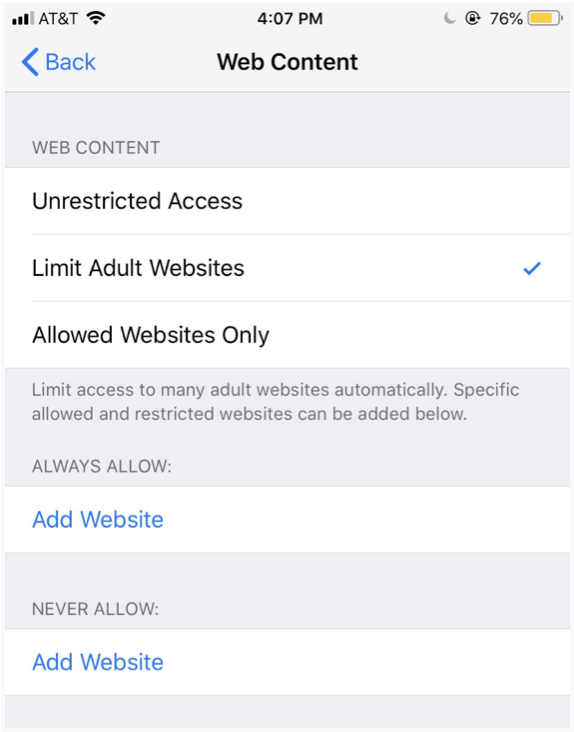 AT&T 4:07 PM 76%
Back Web Content
WEB CONTENT
Unrestricted Access
Limit Adult Websites
Allowed Websites Only
Limit access to many adult websites automatically. Specific
allowed and restricted websites can be added below.
ALWAYS ALLOW:
Add Website
NEVER ALLOW:
Add Website